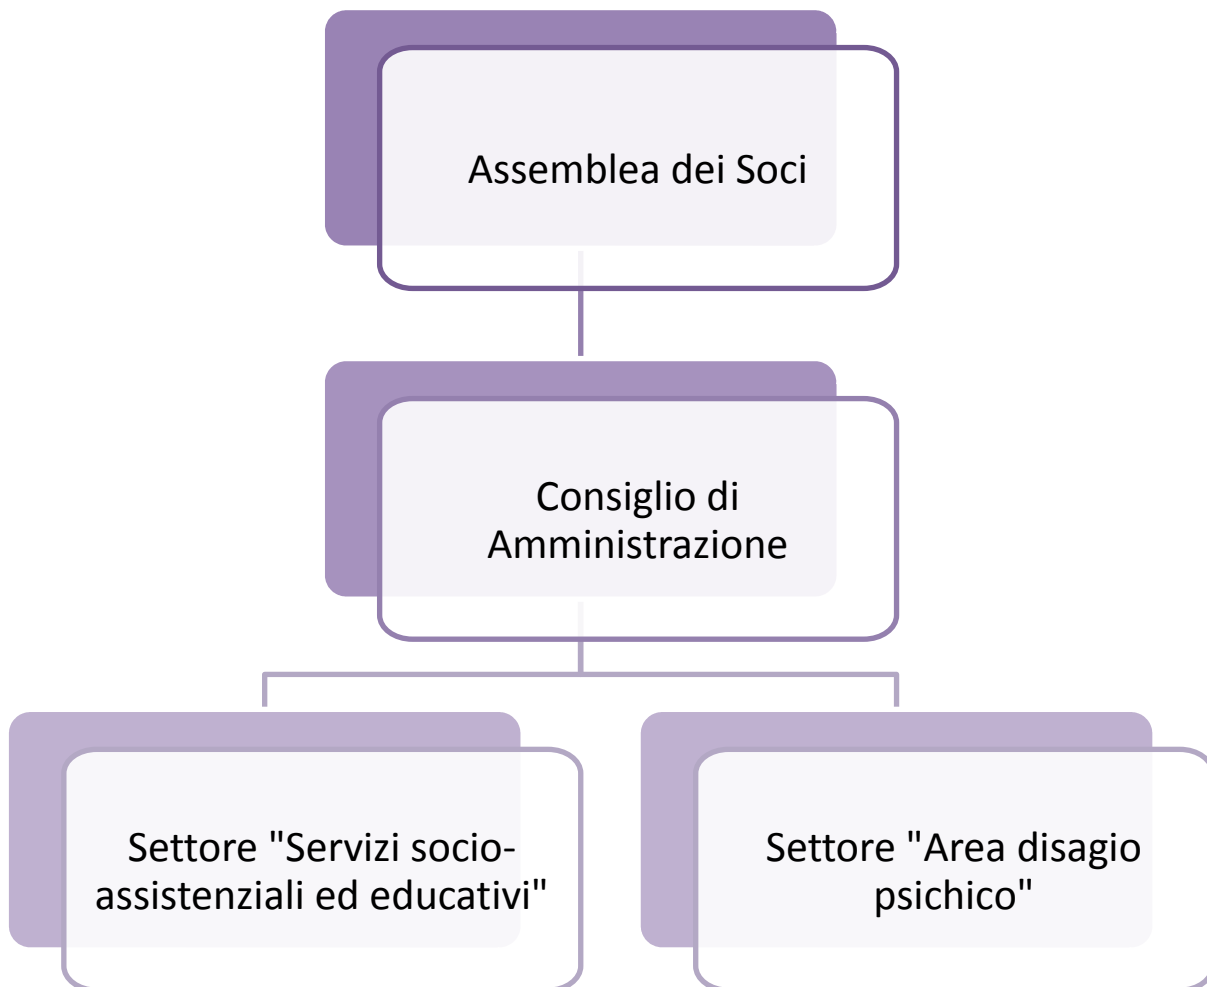 Assemblea dei Soci
Consiglio di
Amministrazione
Settore "Servizi socio-
assistenziali ed educativi"
Settore "Area disagio
psichico"